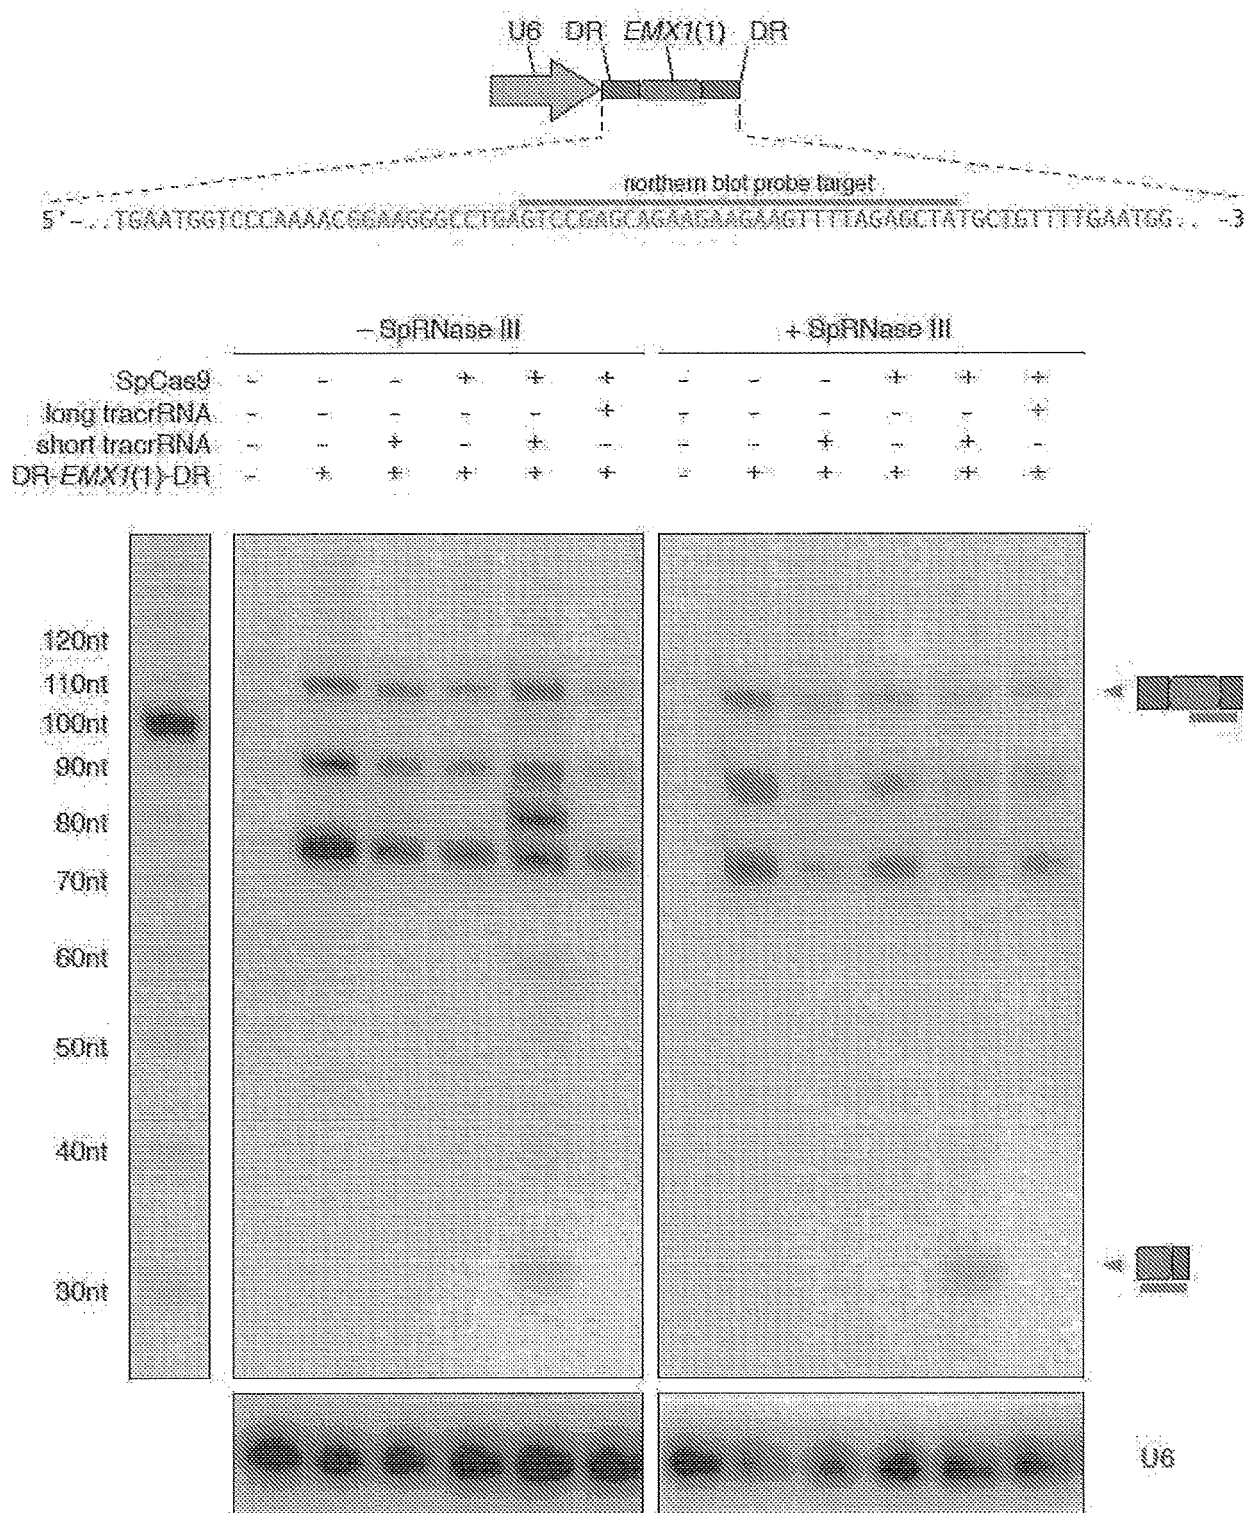 U6 DR EMX1(1) DR
northern blot probe target
5'-..TGAATGGTCCCAAAACGGAAGGGCCTGAGTCCGAGCAGAAGAAGAAGTTTTAGAGCTATGCTGTTTTGAATGG.. -3
- SpRNase III + SpRNase III
SpCas9 - - - + + + - - - + + +
long tracrRNA - - - - - + - - - - - +
short tracrRNA - - + - + - - - + - + -
DR-EMX1(1)-DR - + + + + + - + + + + +
120nt
110nt
100nt
90nt
80nt
70nt
60nt
50nt
40nt
30nt
U6